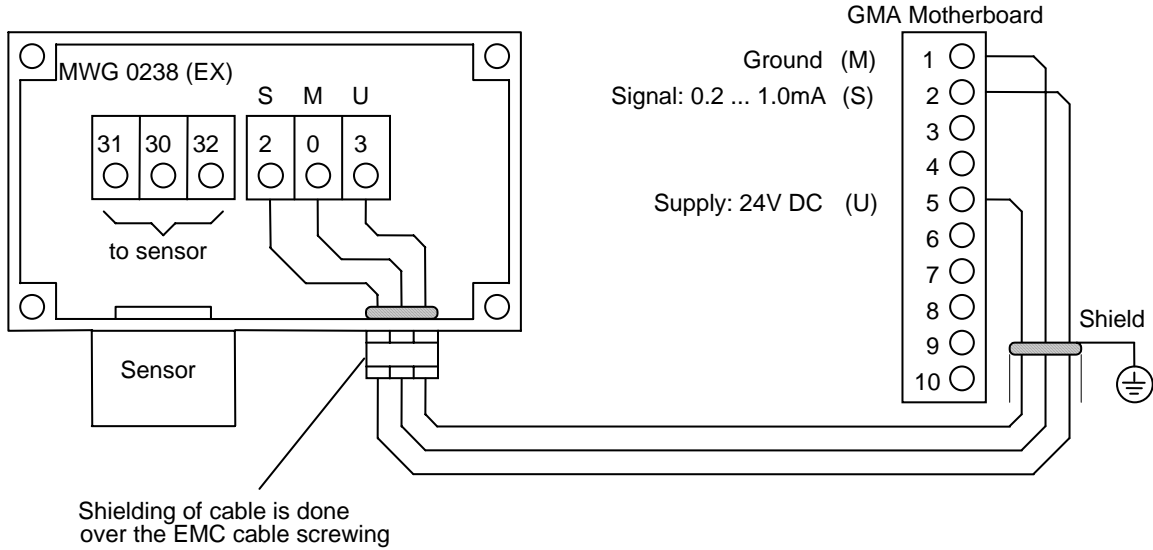 GMA Motherboard
MWG 0238 (EX)
S M U
31 30 32 2 0 3
to sensor
Sensor
Shielding of cable is done
over the EMC cable screwing
Ground (M)
Signal: 0.2 ... 1.0mA (S)
Supply: 24V DC (U)
1
2
3
4
5
6
7
8
9
10
Shield